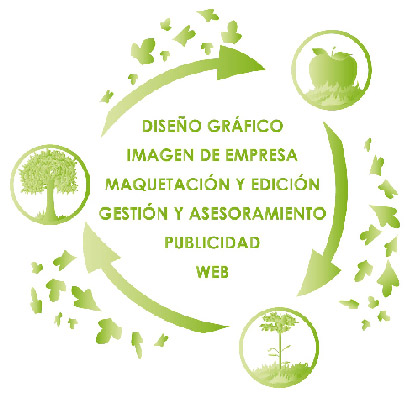 DISEÑO GRÁFICO
IMAGEN DE EMPRESA
MAQUETACIÓN Y EDICIÓN
GESTIÓN Y ASESORAMIENTO
PUBLICIDAD
WEB